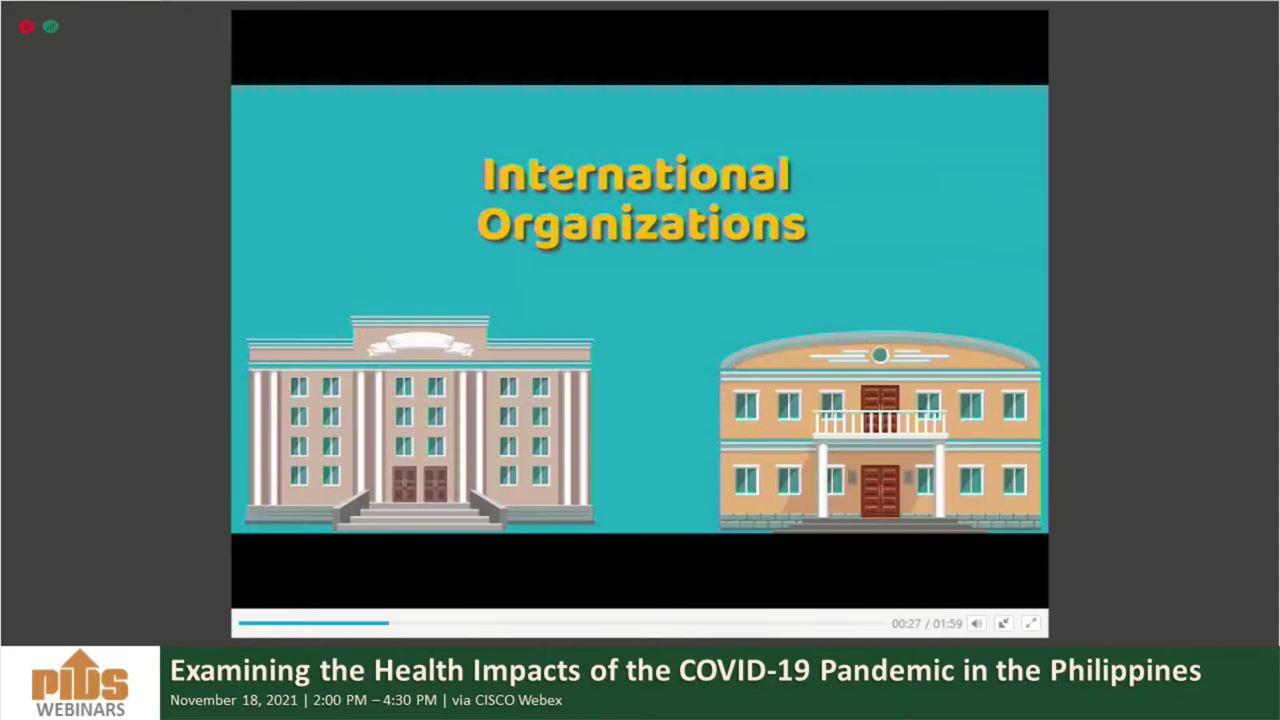 International
Organizations
00:27 / 01:59
PIDS
WEBINARS
Examining the Health Impacts of the COVID-19 Pandemic in the Philippines
November 18, 2021 | 2:00 PM – 4:30 PM | via CISCO Webex